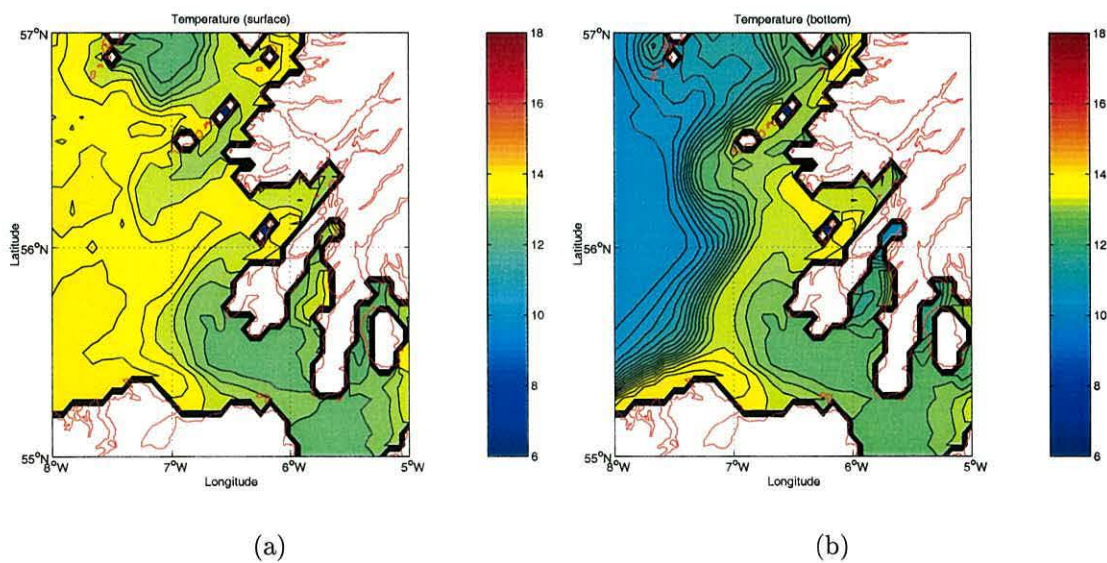 Temperature (surface)
57°N
56°N
55°N
8°W
7°W
6°W
5°W
Latitude
Longitude
18
16
14
12
10
8
6
(a)
Temperature (bottom)
57°N
56°N
55°N
8°W
7°W
6°W
5°W
Latitude
Longitude
18
16
14
12
10
8
6
(b)